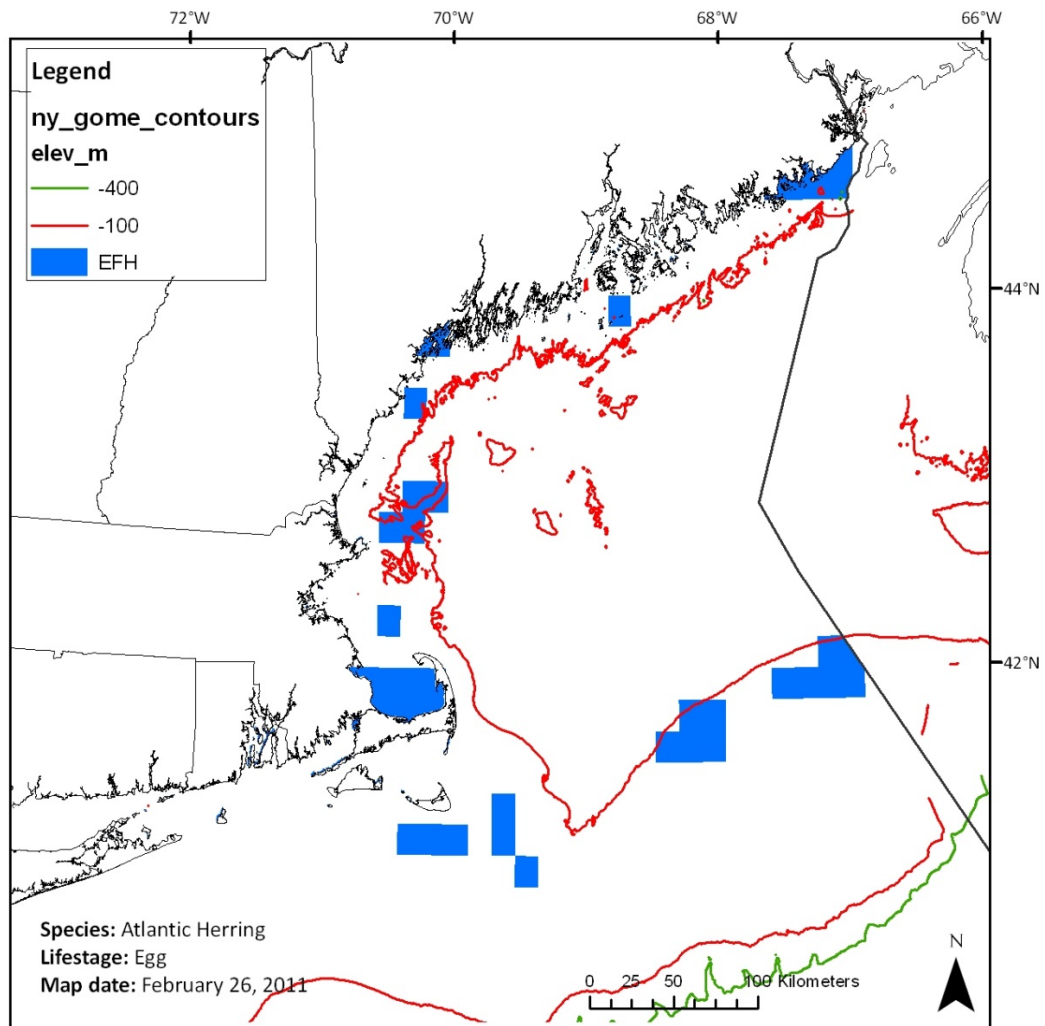 72°W 70°W 68°W 66°W
Legend
ny_gome_contours
elev_m
-400
-100
EFH
44°N
42°N
Species: Atlantic Herring
Lifestage: Egg
Map date: February 26, 2011
0 25 50 100 Kilometers
N